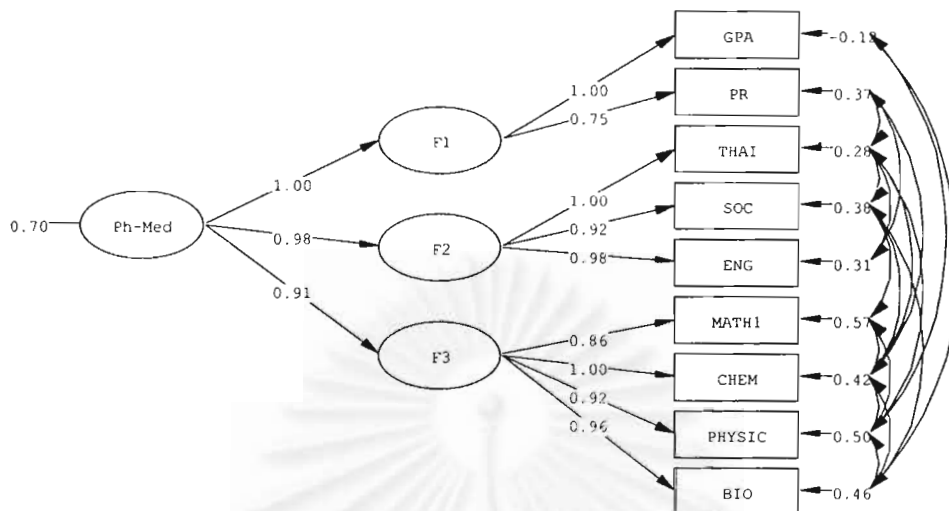 GPA
-0.12
1.00
PR
0.37
0.75
F1
THAI
0.28
1.00
1.00
SOC
0.38
0.92
0.70
Ph-Med
0.98
F2
ENG
0.31
0.98
0.91
MATH1
0.57
0.86
F3
CHEM
0.42
1.00
0.92
PHYSIC
0.50
0.96
BIO
0.46